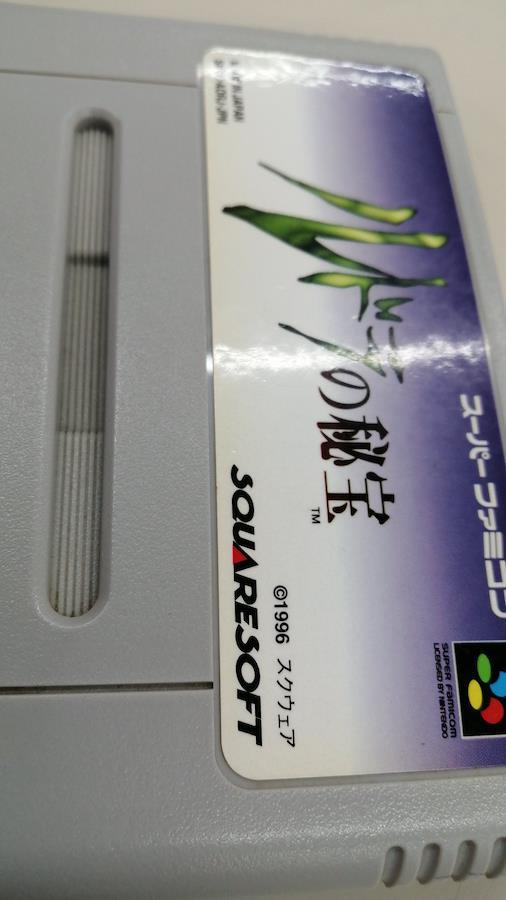 ルドラの秘宝
TM
スーパーファミコン
SQUARESOFT
©1996 スクウェア
SUPER Famicom
LICENSED BY NINTENDO